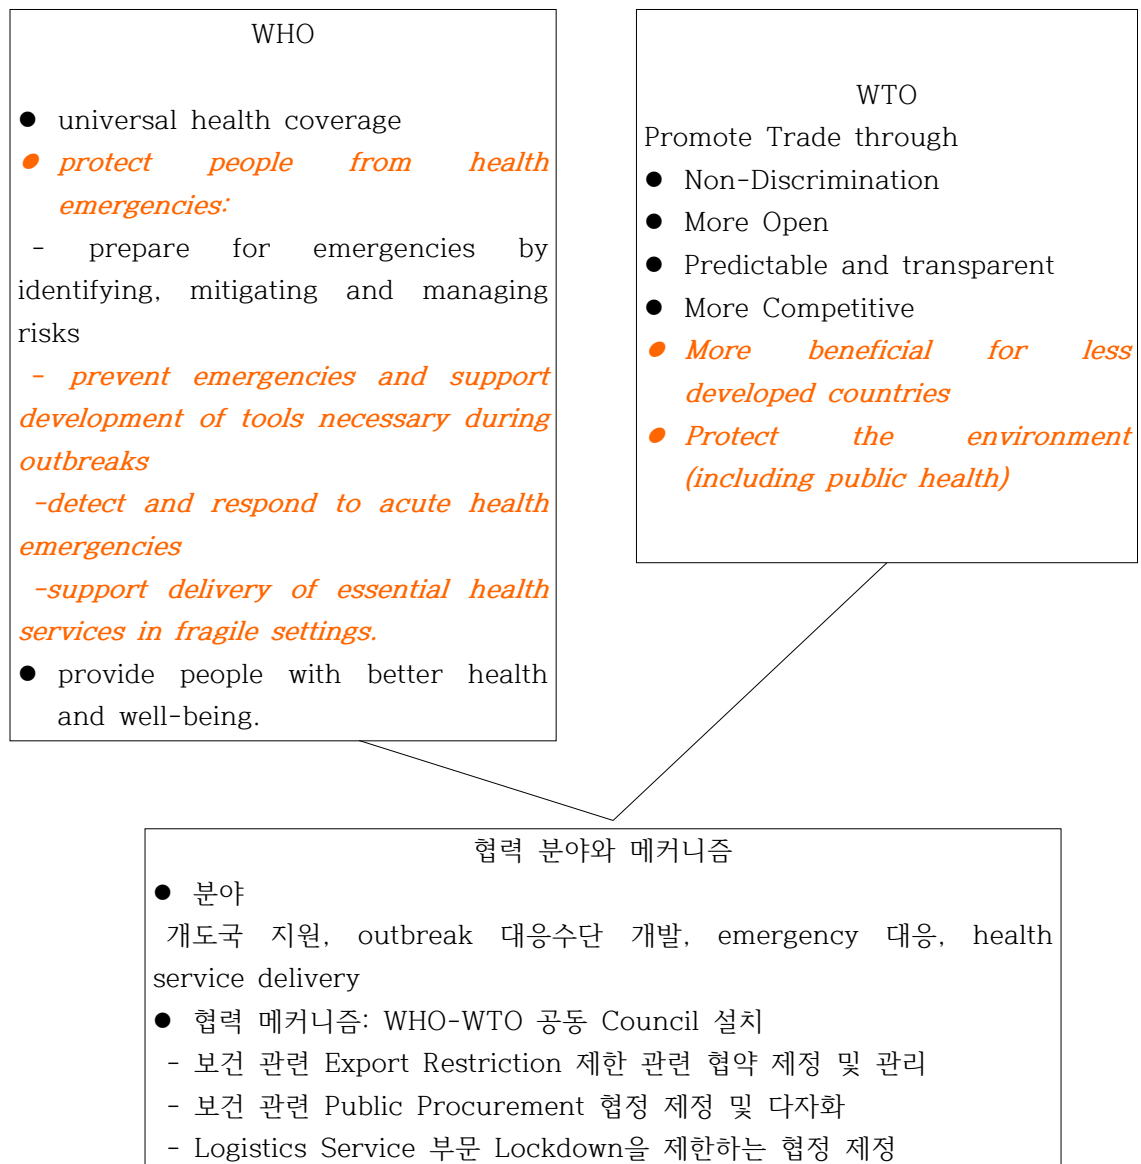 WHO
● universal health coverage
● protect people from health
emergencies:
- prepare for emergencies by
identifying, mitigating and managing
risks
- prevent emergencies and support
development of tools necessary during
outbreaks
-detect and respond to acute health
emergencies
-support delivery of essential health
services in fragile settings.
● provide people with better health
and well-being.
WTO
Promote Trade through
● Non-Discrimination
● More Open
● Predictable and transparent
● More Competitive
● More beneficial for less
developed countries
● Protect the environment
(including public health)
협력 분야와 메커니즘
● 분야
개도국 지원, outbreak 대응수단 개발, emergency 대응, health
service delivery
● 협력 메커니즘: WHO-WTO 공동 Council 설치
- 보건 관련 Export Restriction 제한 관련 협약 제정 및 관리
- 보건 관련 Public Procurement 협정 제정 및 다자화
- Logistics Service 부문 Lockdown을 제한하는 협정 제정